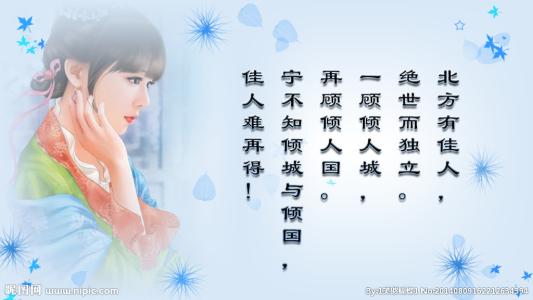 北方有佳人，
绝世而独立。
一顾倾人城，
再顾倾人国。
宁不知倾城与倾国，
佳人难再得！
昵图网 www.nipic.com